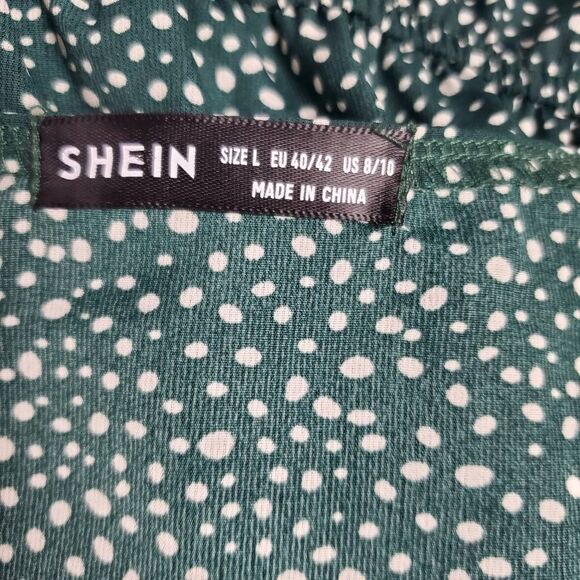 SHEIN SIZE L EU 40/42 US 8/10
MADE IN CHINA